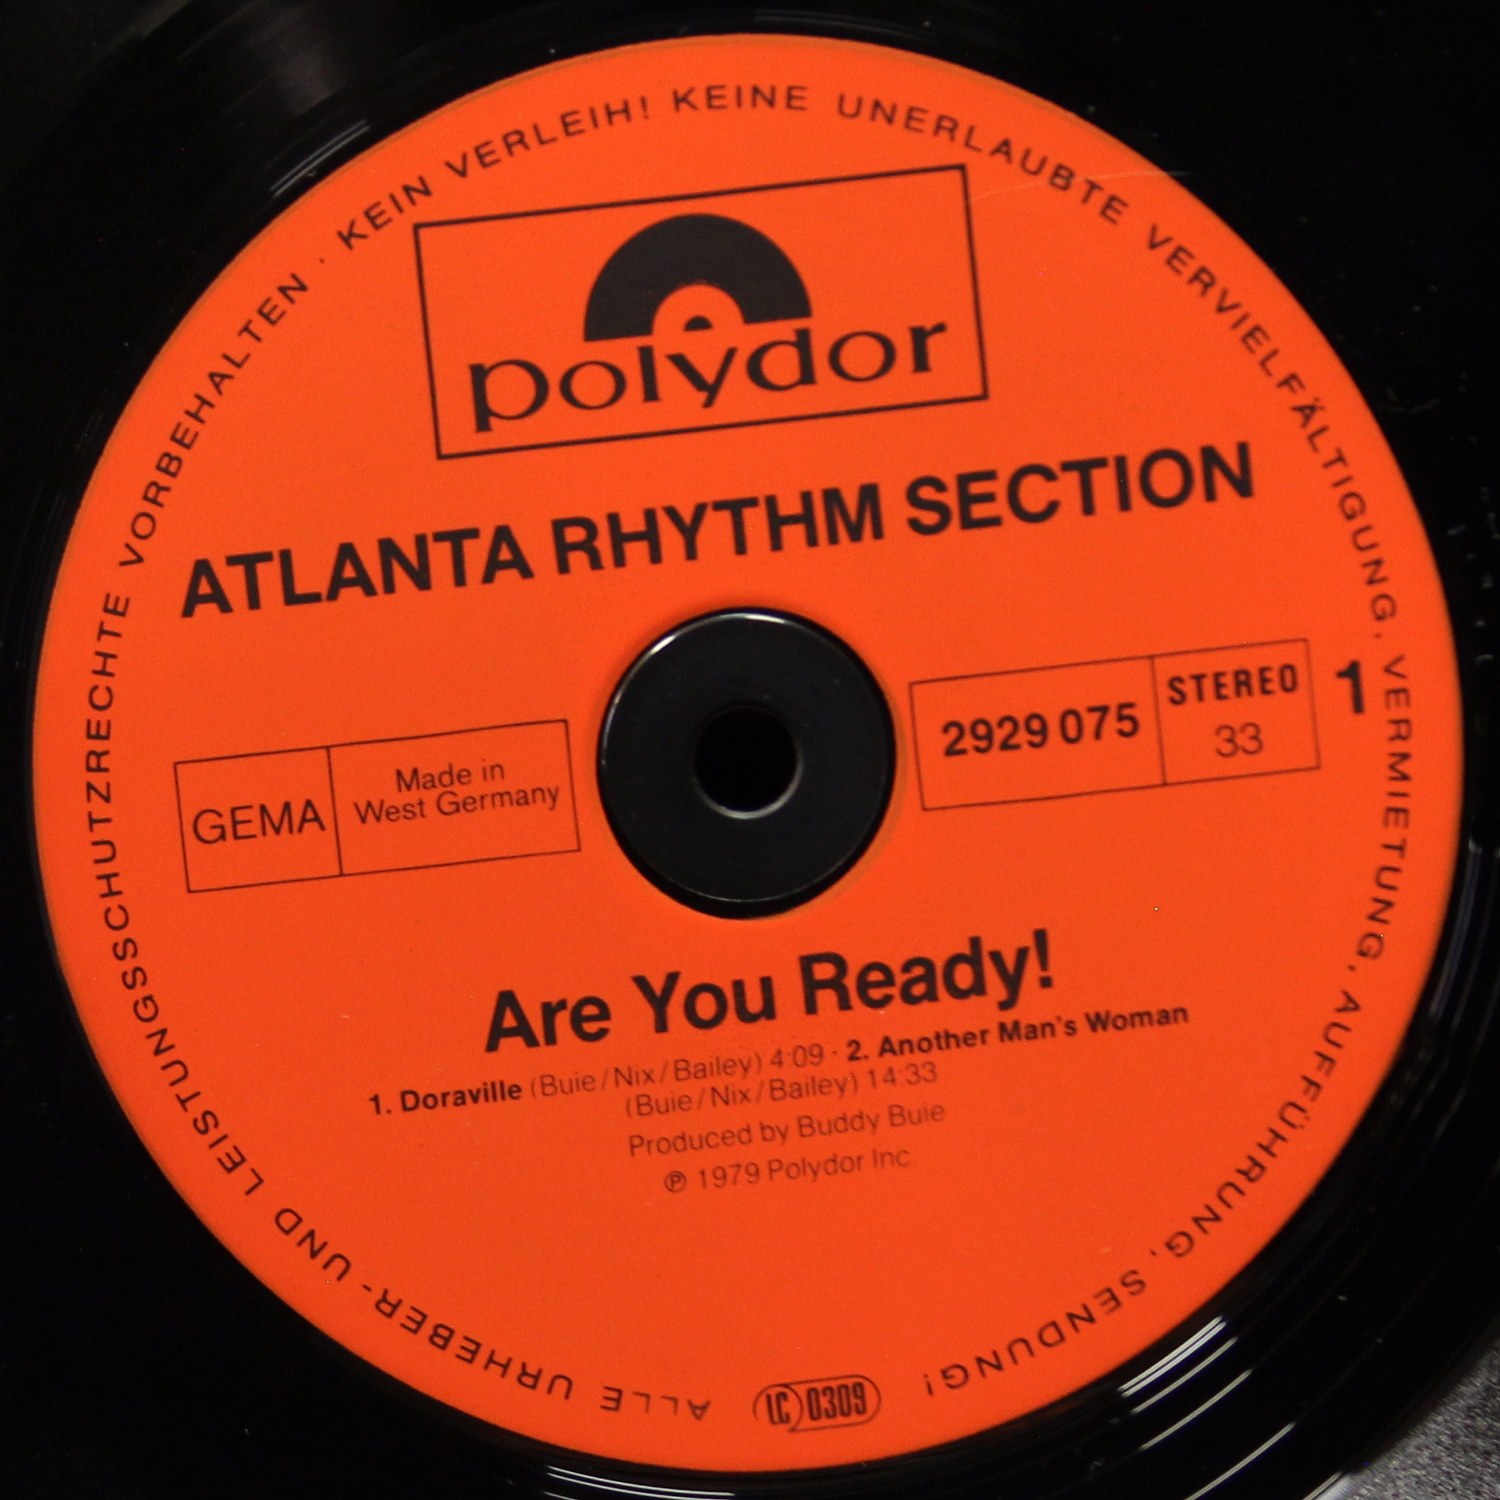 ALLE URHEBER- UND LEISTUNGSSCHUTZRECHTE VORBEHALTEN · KEIN VERLEIH! KEINE UNERLAUBTE VERVIELFÄLTIGUNG, VERMIETUNG, AUFFÜHRUNG, SENDUNG!
polydor
ATLANTA RHYTHM SECTION
GEMA
Made in
West Germany
2929 075
STEREO
33
1
Are You Ready!
1. Doraville (Buie/Nix/Bailey) 4:09 · 2. Another Man's Woman
(Buie/Nix/Bailey) 14:33
Produced by Buddy Buie
℗ 1979 Polydor Inc
LC 0309